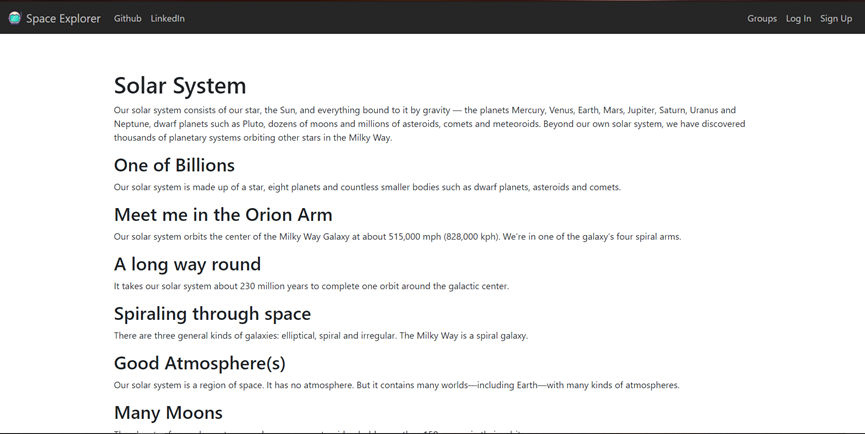 Space Explorer Github LinkedIn Groups Log In Sign Up
Solar System
Our solar system consists of our star, the Sun, and everything bound to it by gravity — the planets Mercury, Venus, Earth, Mars, Jupiter, Saturn, Uranus and
Neptune, dwarf planets such as Pluto, dozens of moons and millions of asteroids, comets and meteoroids. Beyond our own solar system, we have discovered
thousands of planetary systems orbiting other stars in the Milky Way.
One of Billions
Our solar system is made up of a star, eight planets and countless smaller bodies such as dwarf planets, asteroids and comets.
Meet me in the Orion Arm
Our solar system orbits the center of the Milky Way Galaxy at about 515,000 mph (828,000 kph). We're in one of the galaxy's four spiral arms.
A long way round
It takes our solar system about 230 million years to complete one orbit around the galactic center.
Spiraling through space
There are three general kinds of galaxies: elliptical, spiral and irregular. The Milky Way is a spiral galaxy.
Good Atmosphere(s)
Our solar system is a region of space. It has no atmosphere. But it contains many worlds—including Earth—with many kinds of atmospheres.
Many Moons